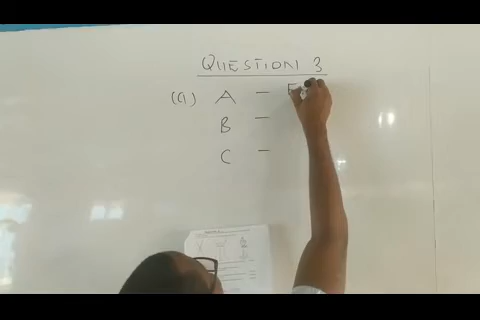 QUESTION 3
(a) A – F
B –
C –